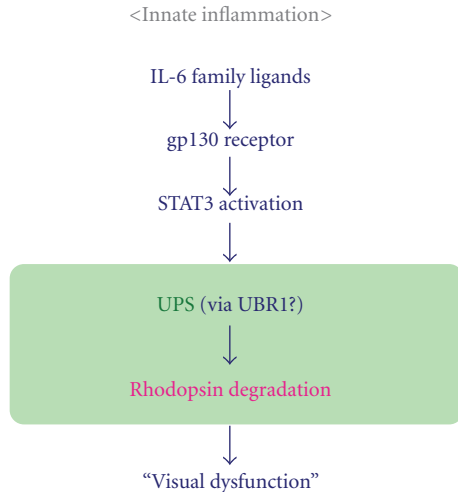 <Innate inflammation>
IL-6 family ligands
gp130 receptor
STAT3 activation
UPS (via UBR1?)
Rhodopsin degradation
“Visual dysfunction”